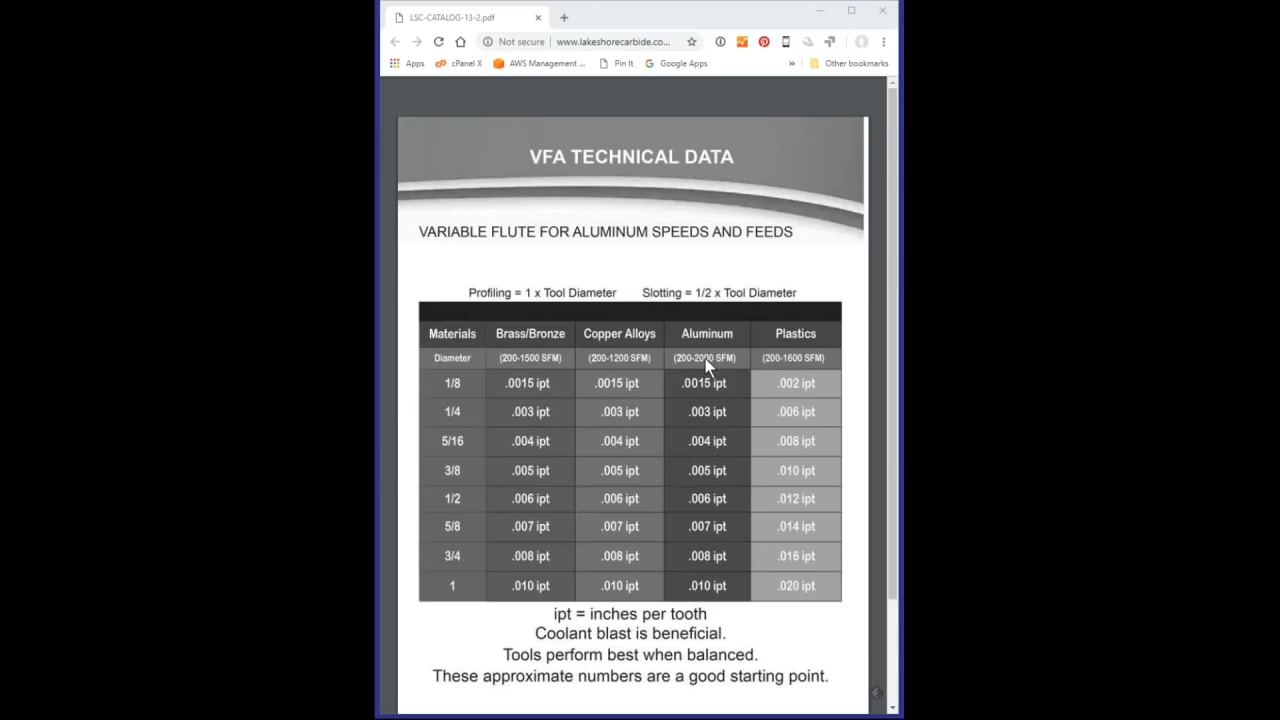 LSC-CATALOG-13-2.pdf
Not secure www.lakeshorecarbide.co...
Apps cPanel X AWS Management ... Pin It Google Apps » Other bookmarks
VFA TECHNICAL DATA
VARIABLE FLUTE FOR ALUMINUM SPEEDS AND FEEDS
Profiling = 1 x Tool Diameter Slotting = 1/2 x Tool Diameter
Materials Brass/Bronze Copper Alloys Aluminum Plastics
Diameter (200-1500 SFM) (200-1200 SFM) (200-2000 SFM) (200-1600 SFM)
1/8 .0015 ipt .0015 ipt .0015 ipt .002 ipt
1/4 .003 ipt .003 ipt .003 ipt .006 ipt
5/16 .004 ipt .004 ipt .004 ipt .008 ipt
3/8 .005 ipt .005 ipt .005 ipt .010 ipt
1/2 .006 ipt .006 ipt .006 ipt .012 ipt
5/8 .007 ipt .007 ipt .007 ipt .014 ipt
3/4 .008 ipt .008 ipt .008 ipt .016 ipt
1 .010 ipt .010 ipt .010 ipt .020 ipt
ipt = inches per tooth
Coolant blast is beneficial.
Tools perform best when balanced.
These approximate numbers are a good starting point.